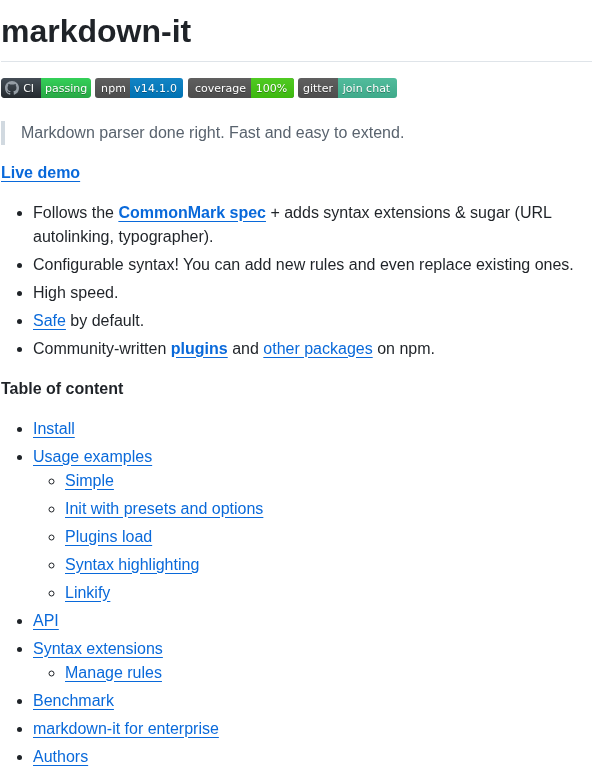 markdown-it
CI passing npm v14.1.0 coverage 100% gitter join chat
Markdown parser done right. Fast and easy to extend.
Live demo
Follows the CommonMark spec + adds syntax extensions & sugar (URL
autolinking, typographer).
Configurable syntax! You can add new rules and even replace existing ones.
High speed.
Safe by default.
Community-written plugins and other packages on npm.
Table of content
Install
Usage examples
Simple
Init with presets and options
Plugins load
Syntax highlighting
Linkify
API
Syntax extensions
Manage rules
Benchmark
markdown-it for enterprise
Authors